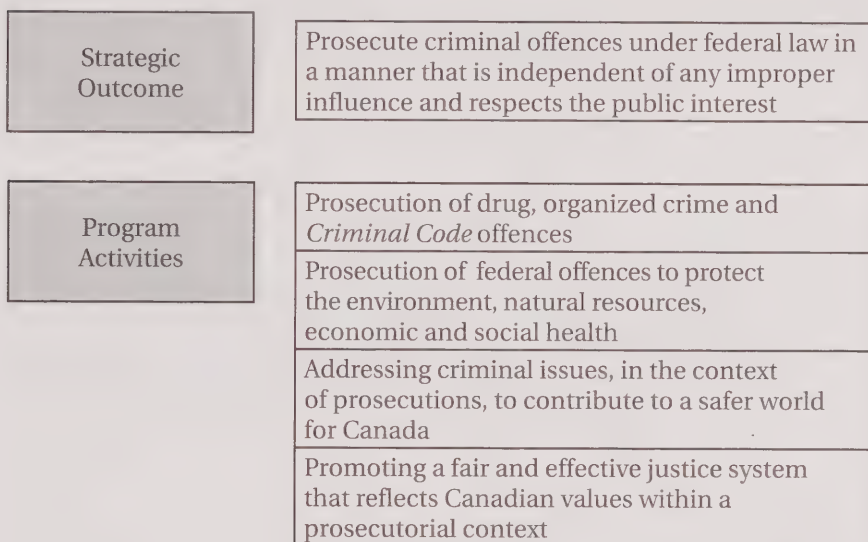 Strategic
Outcome
Prosecute criminal offences under federal law in
a manner that is independent of any improper
influence and respects the public interest
Program
Activities
Prosecution of drug, organized crime and
Criminal Code offences
Prosecution of federal offences to protect
the environment, natural resources,
economic and social health
Addressing criminal issues, in the context
of prosecutions, to contribute to a safer world
for Canada
Promoting a fair and effective justice system
that reflects Canadian values within a
prosecutorial context